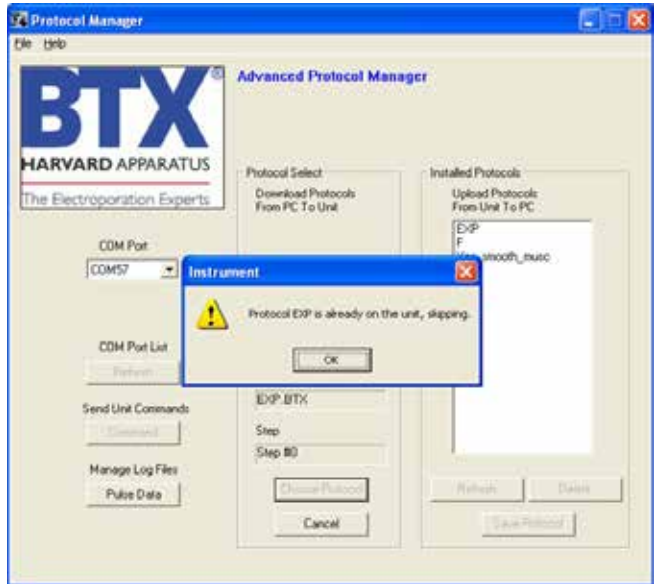 Protocol Manager
File Help
BTX®
HARVARD APPARATUS
The Electroporation Experts
Advanced Protocol Manager
Protocol Select
Download Protocols
From PC To Unit
Installed Protocols
Upload Protocols
From Unit To PC
EXP
F
smooth_musc
COM Port
COM57
Instrument
Protocol EXP is already on the unit, skipping.
OK
COM Port List
Refresh
Send Unit Commands
Command
Manage Log Files
Pulse Data
EXP.BTX
Step
Step #0
Choose Protocol
Cancel
Refresh
Delete
Save Protocol